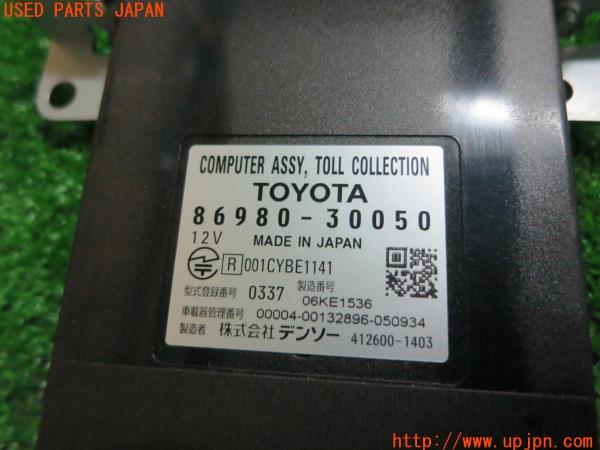 USED PARTS JAPAN
COMPUTER ASSY, TOLL COLLECTION
TOYOTA
86980-30050
12V MADE IN JAPAN
R 001CYBE1141
型式登録番号 0337 製造番号 06KE1536
車載器管理番号 00004-00132896-050934
製造者 株式会社デンソー 412600-1403
http://www.upjpn.com/